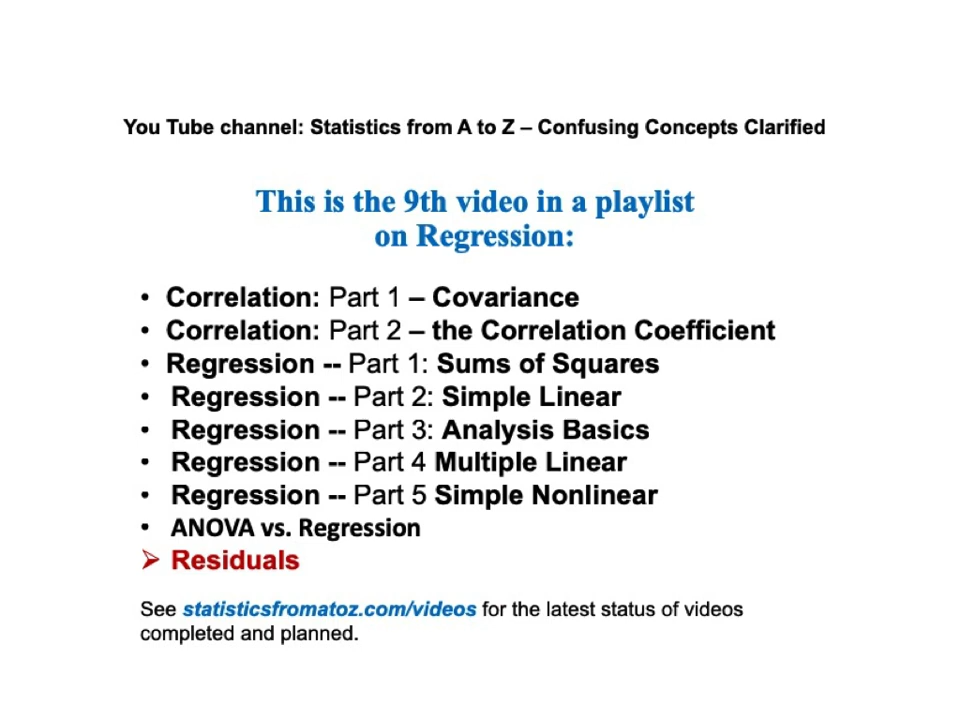 You Tube channel: Statistics from A to Z – Confusing Concepts Clarified
This is the 9th video in a playlist
on Regression:
• Correlation: Part 1 – Covariance
• Correlation: Part 2 – the Correlation Coefficient
• Regression -- Part 1: Sums of Squares
• Regression -- Part 2: Simple Linear
• Regression -- Part 3: Analysis Basics
• Regression -- Part 4 Multiple Linear
• Regression -- Part 5 Simple Nonlinear
• ANOVA vs. Regression
➢ Residuals
See statisticsfromatoz.com/videos for the latest status of videos
completed and planned.